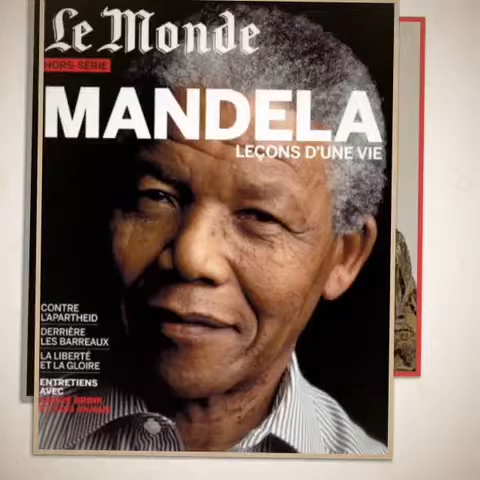 Le Monde
HORS-SÉRIE
MANDELA
LEÇONS D'UNE VIE
CONTRE
L'APARTHEID
DERRIÈRE
LES BARREAUX
LA LIBERTÉ
ET LA GLOIRE
ENTRETIENS
AVEC
BRINK